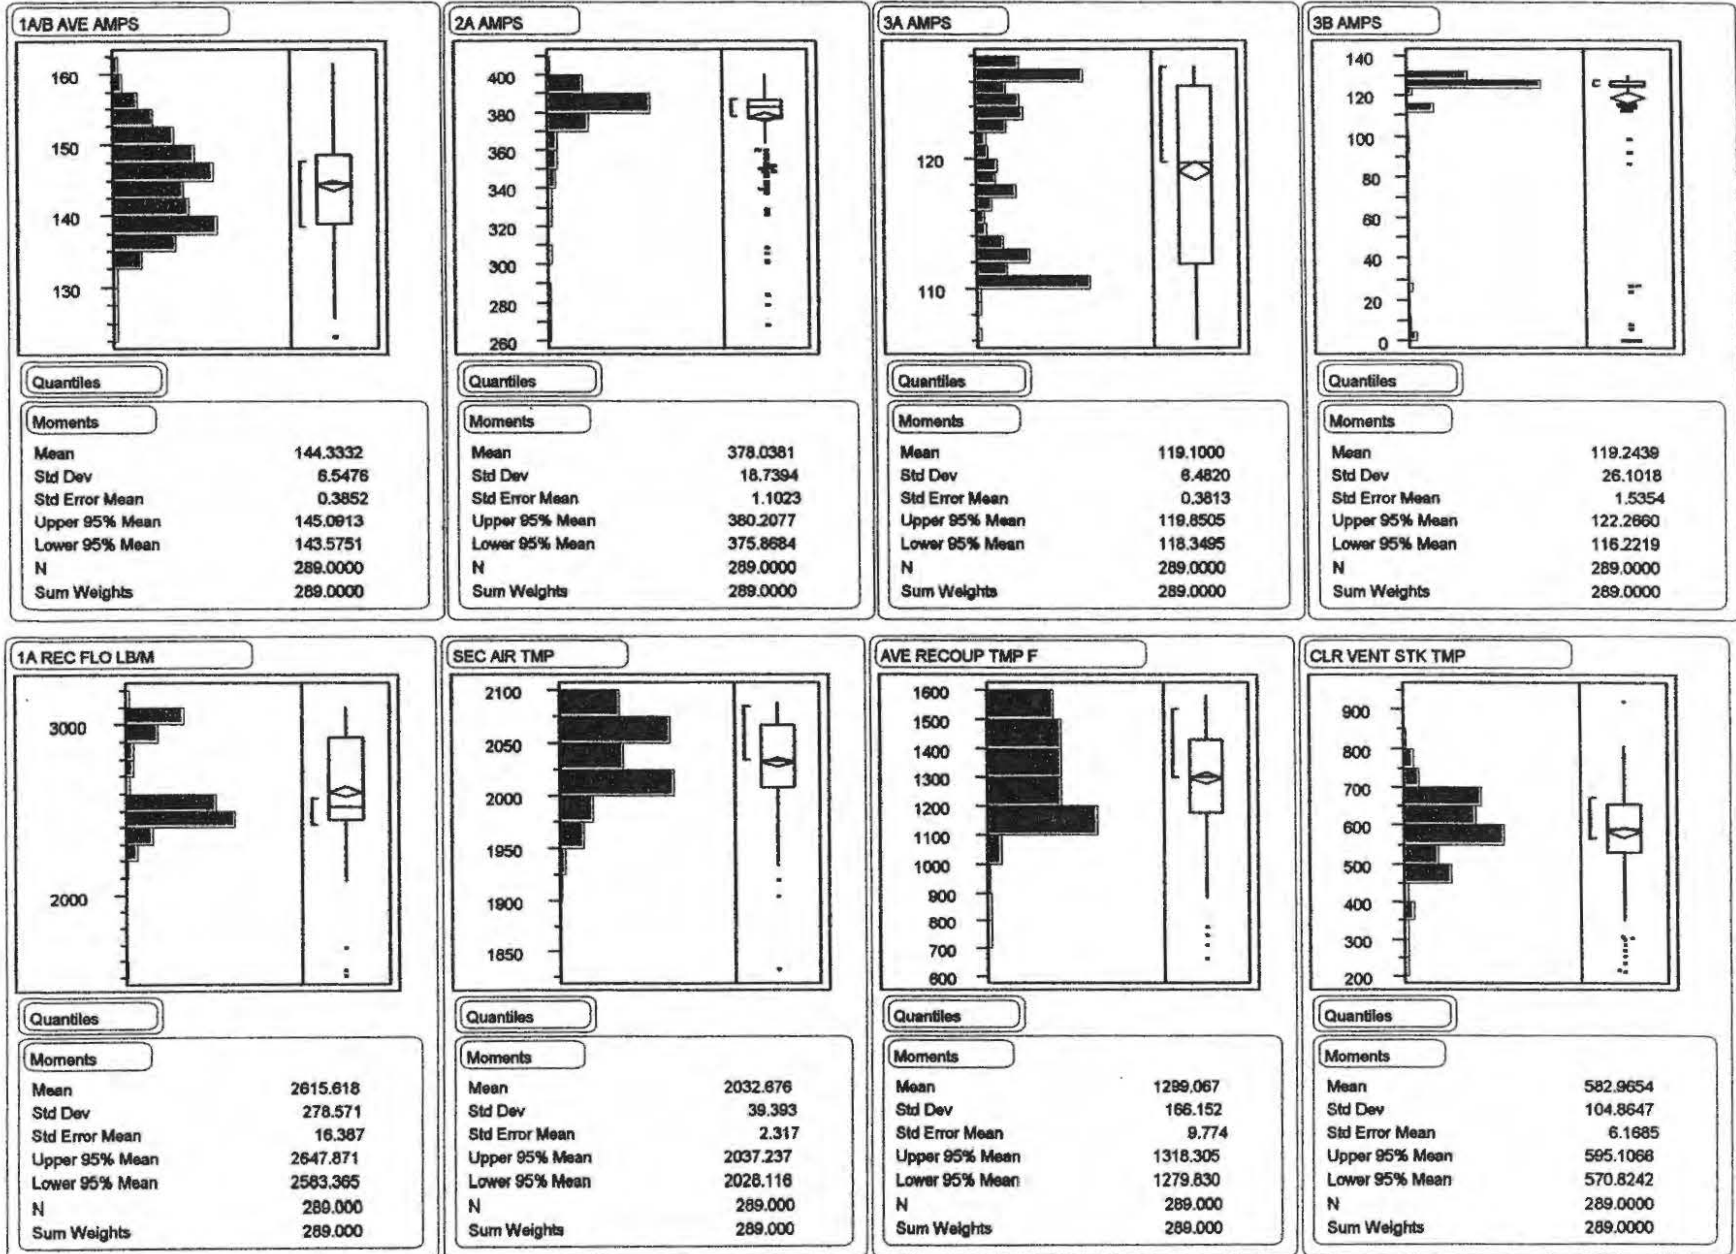 1A/B AVE AMPS
160
150
140
130
Quantiles
Moments
Mean 144.3332
Std Dev 6.5476
Std Error Mean 0.3852
Upper 95% Mean 145.0913
Lower 95% Mean 143.5751
N 289.0000
Sum Weights 289.0000
2A AMPS
400
380
360
340
320
300
280
260
Quantiles
Moments
Mean 378.0381
Std Dev 18.7394
Std Error Mean 1.1023
Upper 95% Mean 380.2077
Lower 95% Mean 375.8684
N 289.0000
Sum Weights 289.0000
3A AMPS
120
110
Quantiles
Moments
Mean 119.1000
Std Dev 6.4820
Std Error Mean 0.3813
Upper 95% Mean 119.8505
Lower 95% Mean 118.3495
N 289.0000
Sum Weights 289.0000
3B AMPS
140
120
100
80
60
40
20
0
Quantiles
Moments
Mean 119.2439
Std Dev 26.1018
Std Error Mean 1.5354
Upper 95% Mean 122.2660
Lower 95% Mean 116.2219
N 289.0000
Sum Weights 289.0000
1A REC FLO LB/M
3000
2000
Quantiles
Moments
Mean 2615.618
Std Dev 278.571
Std Error Mean 16.387
Upper 95% Mean 2647.871
Lower 95% Mean 2583.365
N 289.000
Sum Weights 289.000
SEC AIR TMP
2100
2050
2000
1950
1900
1850
Quantiles
Moments
Mean 2032.676
Std Dev 39.393
Std Error Mean 2.317
Upper 95% Mean 2037.237
Lower 95% Mean 2028.116
N 289.000
Sum Weights 289.000
AVE RECOUP TMP F
1600
1500
1400
1300
1200
1100
1000
900
800
700
600
Quantiles
Moments
Mean 1299.067
Std Dev 166.152
Std Error Mean 9.774
Upper 95% Mean 1318.305
Lower 95% Mean 1279.830
N 289.000
Sum Weights 289.000
CLR VENT STK TMP
900
800
700
600
500
400
300
200
Quantiles
Moments
Mean 582.9654
Std Dev 104.8647
Std Error Mean 6.1685
Upper 95% Mean 595.1066
Lower 95% Mean 570.8242
N 289.0000
Sum Weights 289.0000